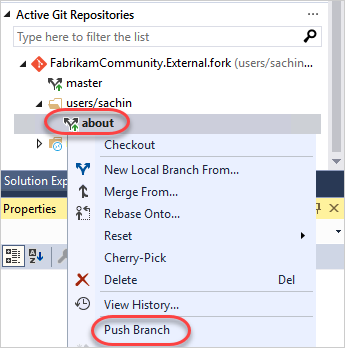 Active Git Repositories
Type here to filter the list
FabrikamCommunity.External.fork (users/sachin...
master
users/sachin
about
Checkout
Solution Exp
New Local Branch From...
Merge From...
Properties
Rebase Onto...
Reset
Cherry-Pick
Delete Del
View History...
Push Branch